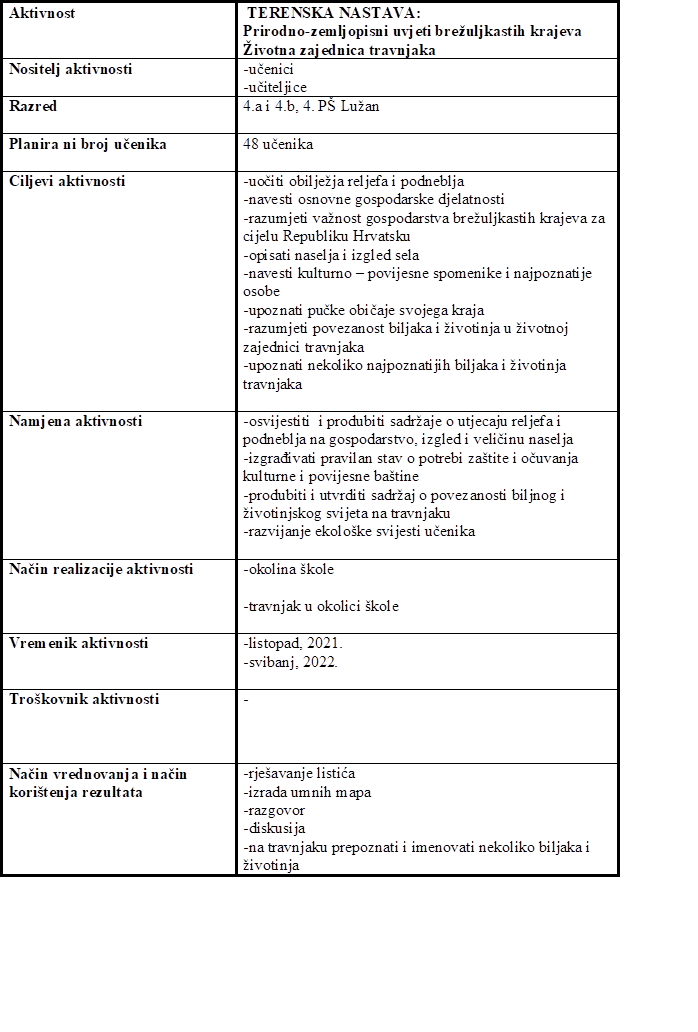 Aktivnost
TERENSKA NASTAVA:
Prirodno-zemljopisni uvjeti brežuljkastih krajeva
Životna zajednica travnjaka
Nositelj aktivnosti
-učenici
-učiteljice
Razred
4.a i 4.b, 4. PŠ Lužan
Planira ni broj učenika
48 učenika
Ciljevi aktivnosti
-uočiti obilježja reljefa i podneblja
-navesti osnovne gospodarske djelatnosti
-razumjeti važnost gospodarstva brežuljkastih krajeva za
cijelu Republiku Hrvatsku
-opisati naselja i izgled sela
-navesti kulturno – povijesne spomenike i najpoznatije
osobe
-upoznati pučke običaje svojega kraja
-razumjeti povezanost biljaka i životinja u životnoj
zajednici travnjaka
-upoznati nekoliko najpoznatijih biljaka i životinja
travnjaka
Namjena aktivnosti
-osvijestiti i produbiti sadržaje o utjecaju reljefa i
podneblja na gospodarstvo, izgled i veličinu naselja
-izgrađivati pravilan stav o potrebi zaštite i očuvanja
kulturne i povijesne baštine
-produbiti i utvrditi sadržaj o povezanosti biljnog i
životinjskog svijeta na travnjaku
-razvijanje ekološke svijesti učenika
Način realizacije aktivnosti
-okolina škole
-travnjak u okolici škole
Vremenik aktivnosti
-listopad, 2021.
-svibanj, 2022.
Troškovnik aktivnosti
-
Način vrednovanja i način
korištenja rezultata
-rješavanje listića
-izrada umnih mapa
-razgovor
-diskusija
-na travnjaku prepoznati i imenovati nekoliko biljaka i
životinja